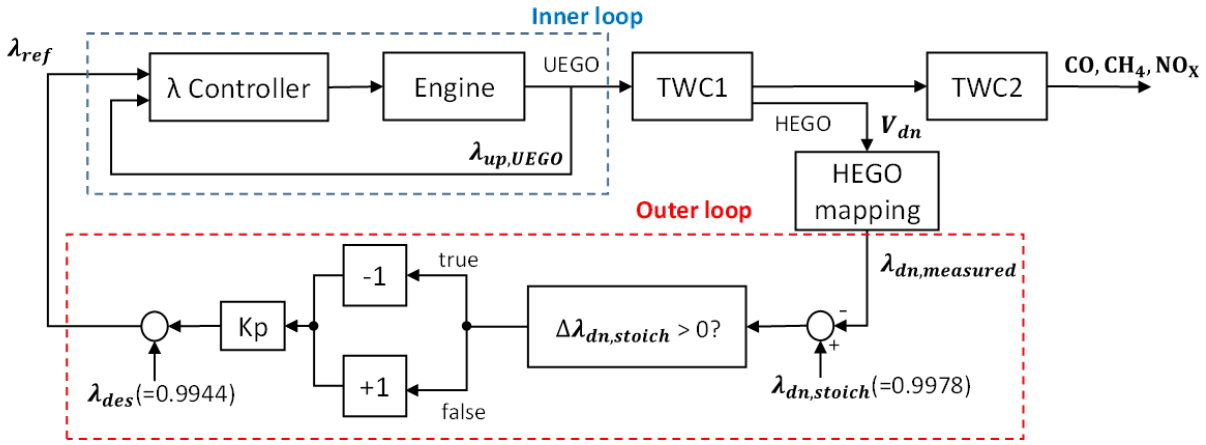 Inner loop
λref
λ Controller
Engine
UEGO
TWC1
TWC2
CO, CH4, NOX
HEGO
Vdn
λup,UEGO
HEGO
mapping
Outer loop
λdn,measured
-1
true
Kp
Δλdn,stoich > 0?
-
+
λdes(=0.9944)
+1
false
λdn,stoich(=0.9978)